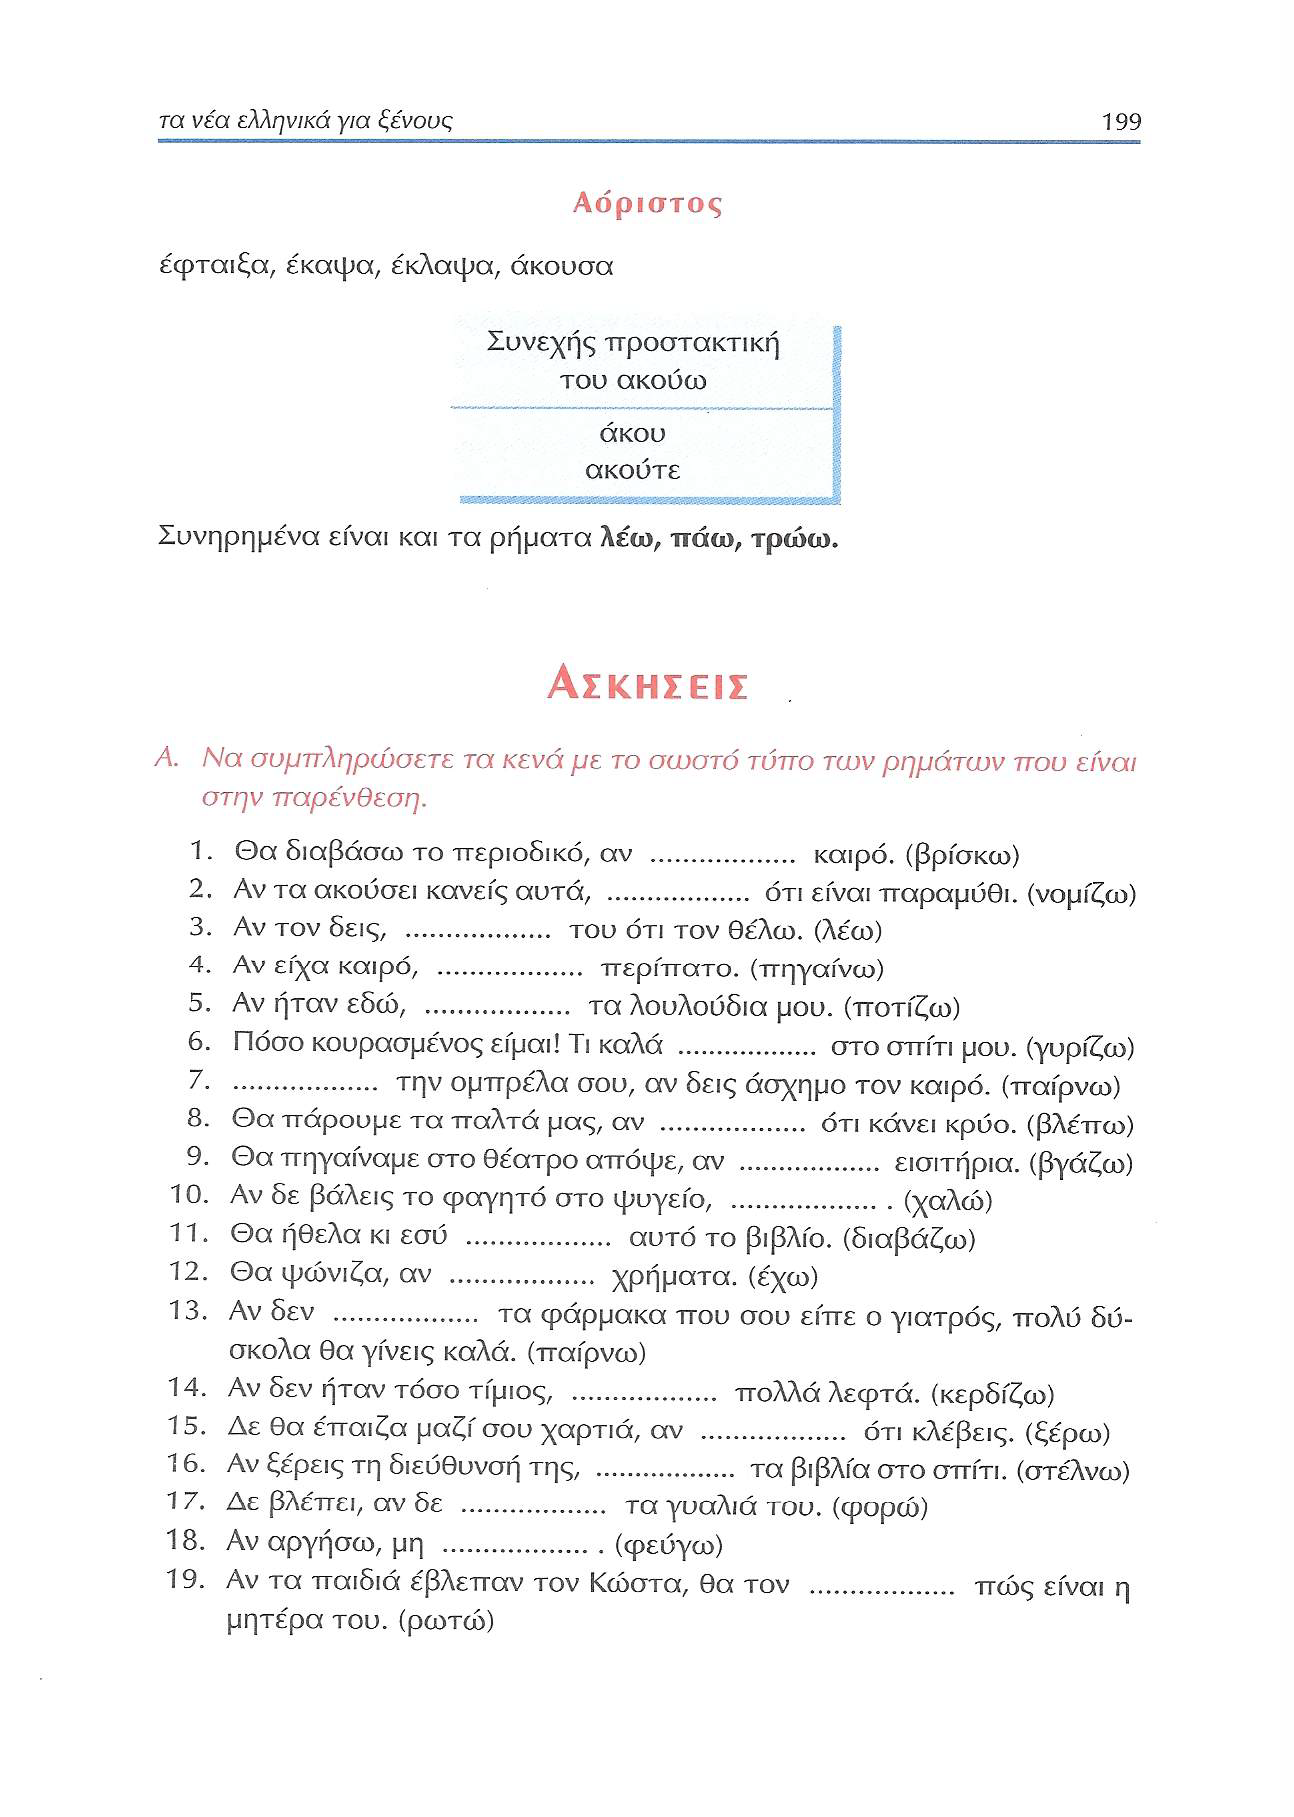 τα νέα ελληνικά για ξένους 199
Αόριστος
έφταιξα, έκαψα, έκλαψα, άκουσα
Συνεχής προστακτική
του ακούω
άκου
ακούτε
Συνηρημένα είναι και τα ρήματα λέω, πάω, τρώω.
ΑΣΚΗΣΕΙΣ
Α. Να συμπληρώσετε τα κενά με το σωστό τύπο των ρημάτων που είναι
στην παρένθεση.
1. Θα διαβάσω το περιοδικό, αν .................. καιρό. (βρίσκω)
2. Αν τα ακούσει κανείς αυτά, .................. ότι είναι παραμύθι. (νομίζω)
3. Αν τον δεις, .................. του ότι τον θέλω. (λέω)
4. Αν είχα καιρό, .................. περίπατο. (πηγαίνω)
5. Αν ήταν εδώ, .................. τα λουλούδια μου. (ποτίζω)
6. Πόσο κουρασμένος είμαι! Τι καλά .................. στο σπίτι μου. (γυρίζω)
7. .................. την ομπρέλα σου, αν δεις άσχημο τον καιρό. (παίρνω)
8. Θα πάρουμε τα παλτά μας, αν .................. ότι κάνει κρύο. (βλέπω)
9. Θα πηγαίναμε στο θέατρο απόψε, αν .................. εισιτήρια. (βγάζω)
10. Αν δε βάλεις το φαγητό στο ψυγείο, .................. . (χαλώ)
11. Θα ήθελα κι εσύ .................. αυτό το βιβλίο. (διαβάζω)
12. Θα ψώνιζα, αν .................. χρήματα. (έχω)
13. Αν δεν .................. τα φάρμακα που σου είπε ο γιατρός, πολύ δύ-
σκολα θα γίνεις καλά. (παίρνω)
14. Αν δεν ήταν τόσο τίμιος, .................. πολλά λεφτά. (κερδίζω)
15. Δε θα έπαιζα μαζί σου χαρτιά, αν .................. ότι κλέβεις. (ξέρω)
16. Αν ξέρεις τη διεύθυνσή της, .................. τα βιβλία στο σπίτι. (στέλνω)
17. Δε βλέπει, αν δε .................. τα γυαλιά του. (φορώ)
18. Αν αργήσω, μη .................. . (φεύγω)
19. Αν τα παιδιά έβλεπαν τον Κώστα, θα τον .................. πώς είναι η
μητέρα του. (ρωτώ)